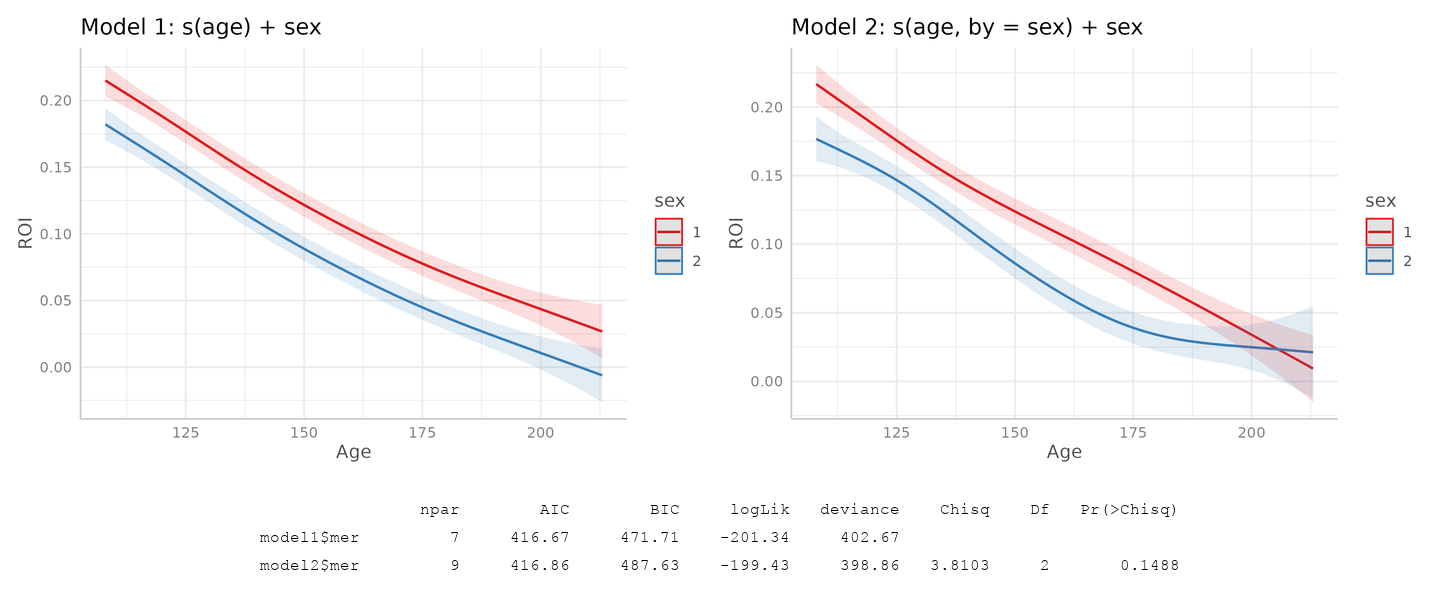 Model 1: s(age) + sex
0.20
0.15
0.10
0.05
0.00
ROI
125 150 175 200
Age
sex
1
2
Model 2: s(age, by = sex) + sex
0.20
0.15
0.10
0.05
0.00
ROI
125 150 175 200
Age
sex
1
2
npar AIC BIC logLik deviance Chisq Df Pr(>Chisq)
model1$mer 7 416.67 471.71 -201.34 402.67
model2$mer 9 416.86 487.63 -199.43 398.86 3.8103 2 0.1488